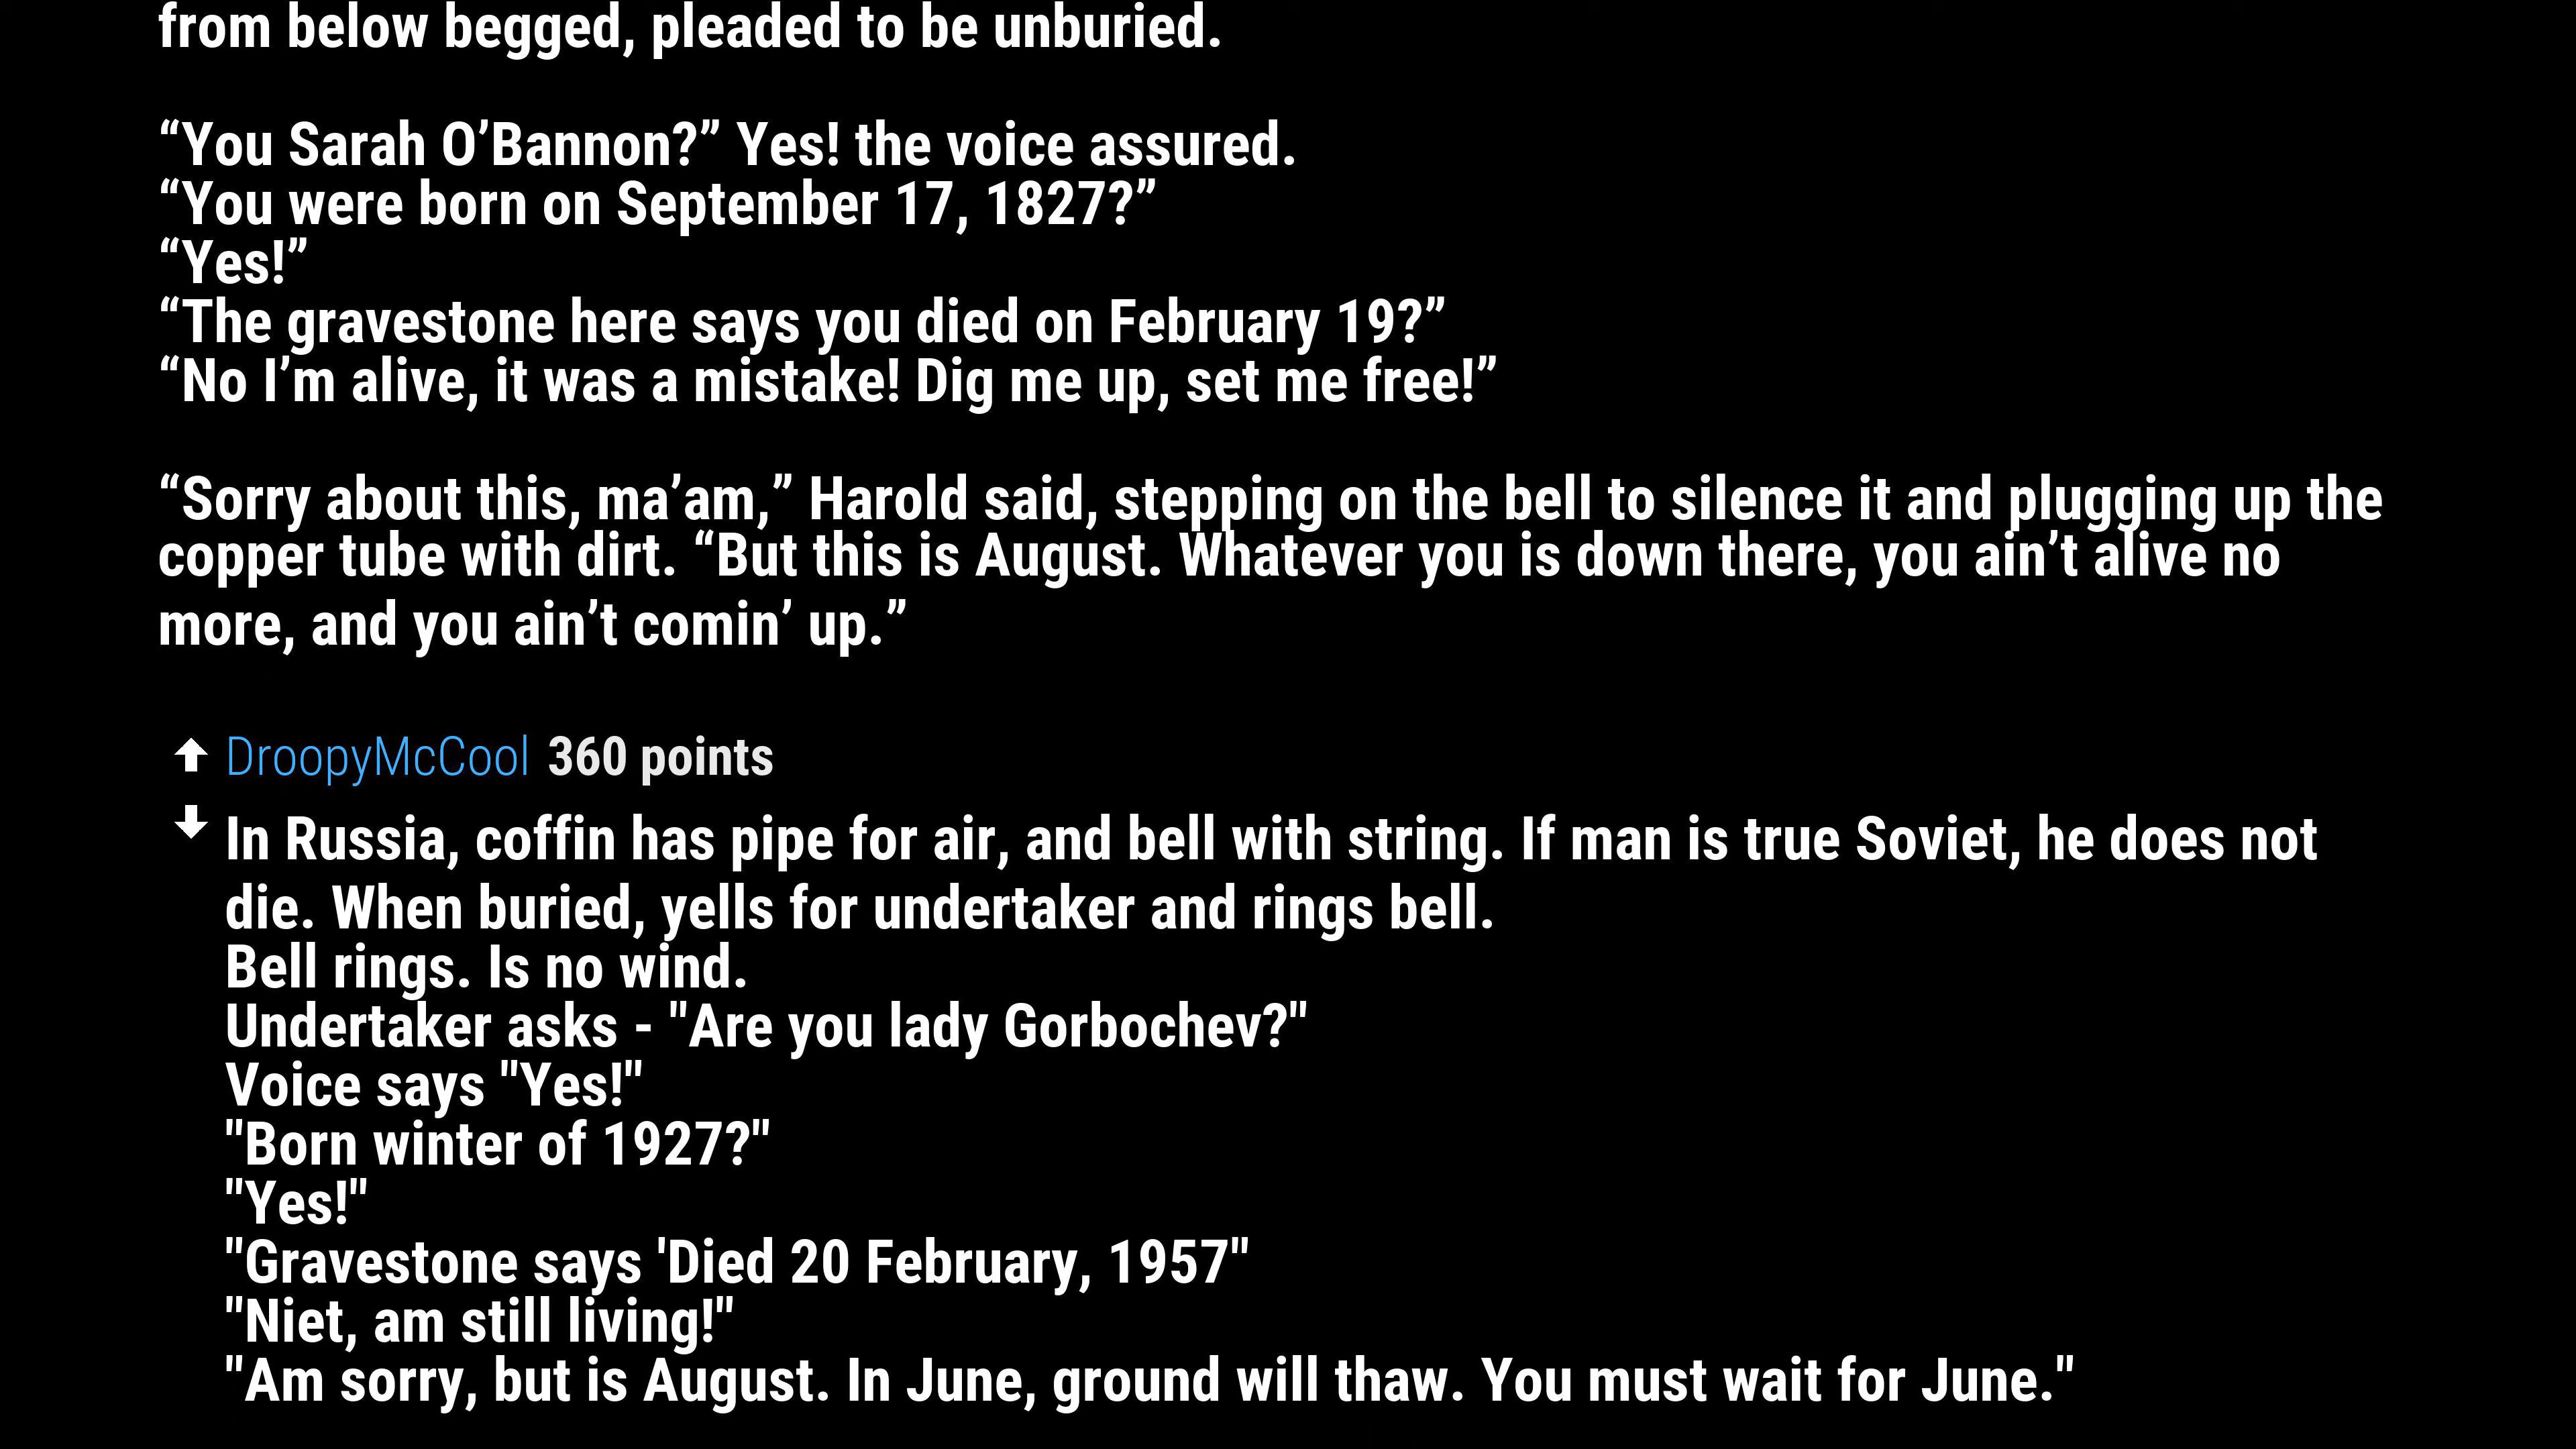 from below begged, pleaded to be unburied.
“You Sarah O’Bannon?” Yes! the voice assured.
“You were born on September 17, 1827?”
“Yes!”
“The gravestone here says you died on February 19?”
“No I’m alive, it was a mistake! Dig me up, set me free!”
“Sorry about this, ma’am,” Harold said, stepping on the bell to silence it and plugging up the
copper tube with dirt. “But this is August. Whatever you is down there, you ain’t alive no
more, and you ain’t comin’ up.”
DroopyMcCool 360 points
In Russia, coffin has pipe for air, and bell with string. If man is true Soviet, he does not
die. When buried, yells for undertaker and rings bell.
Bell rings. Is no wind.
Undertaker asks - "Are you lady Gorbochev?"
Voice says "Yes!"
"Born winter of 1927?"
"Yes!"
"Gravestone says 'Died 20 February, 1957"
"Niet, am still living!"
"Am sorry, but is August. In June, ground will thaw. You must wait for June."